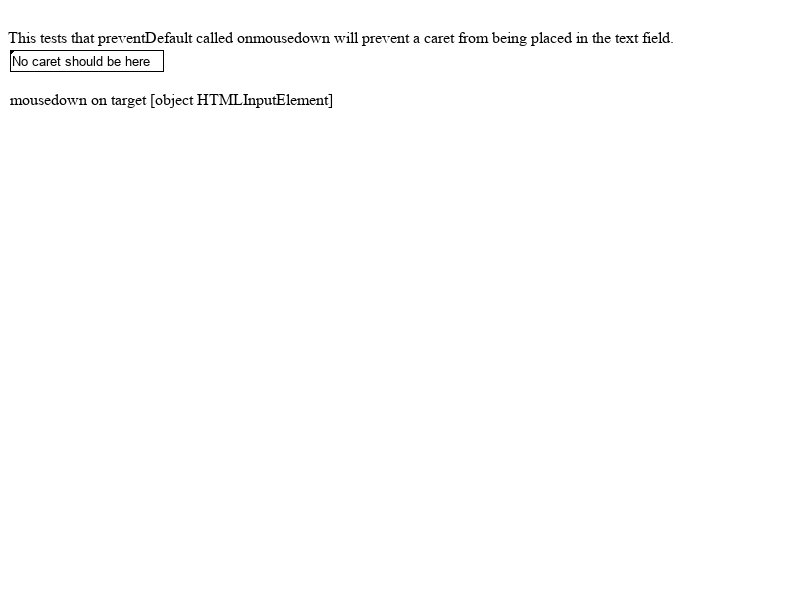 This tests that preventDefault called onmousedown will prevent a caret from being placed in the text field.
No caret should be here
mousedown on target [object HTMLInputElement]